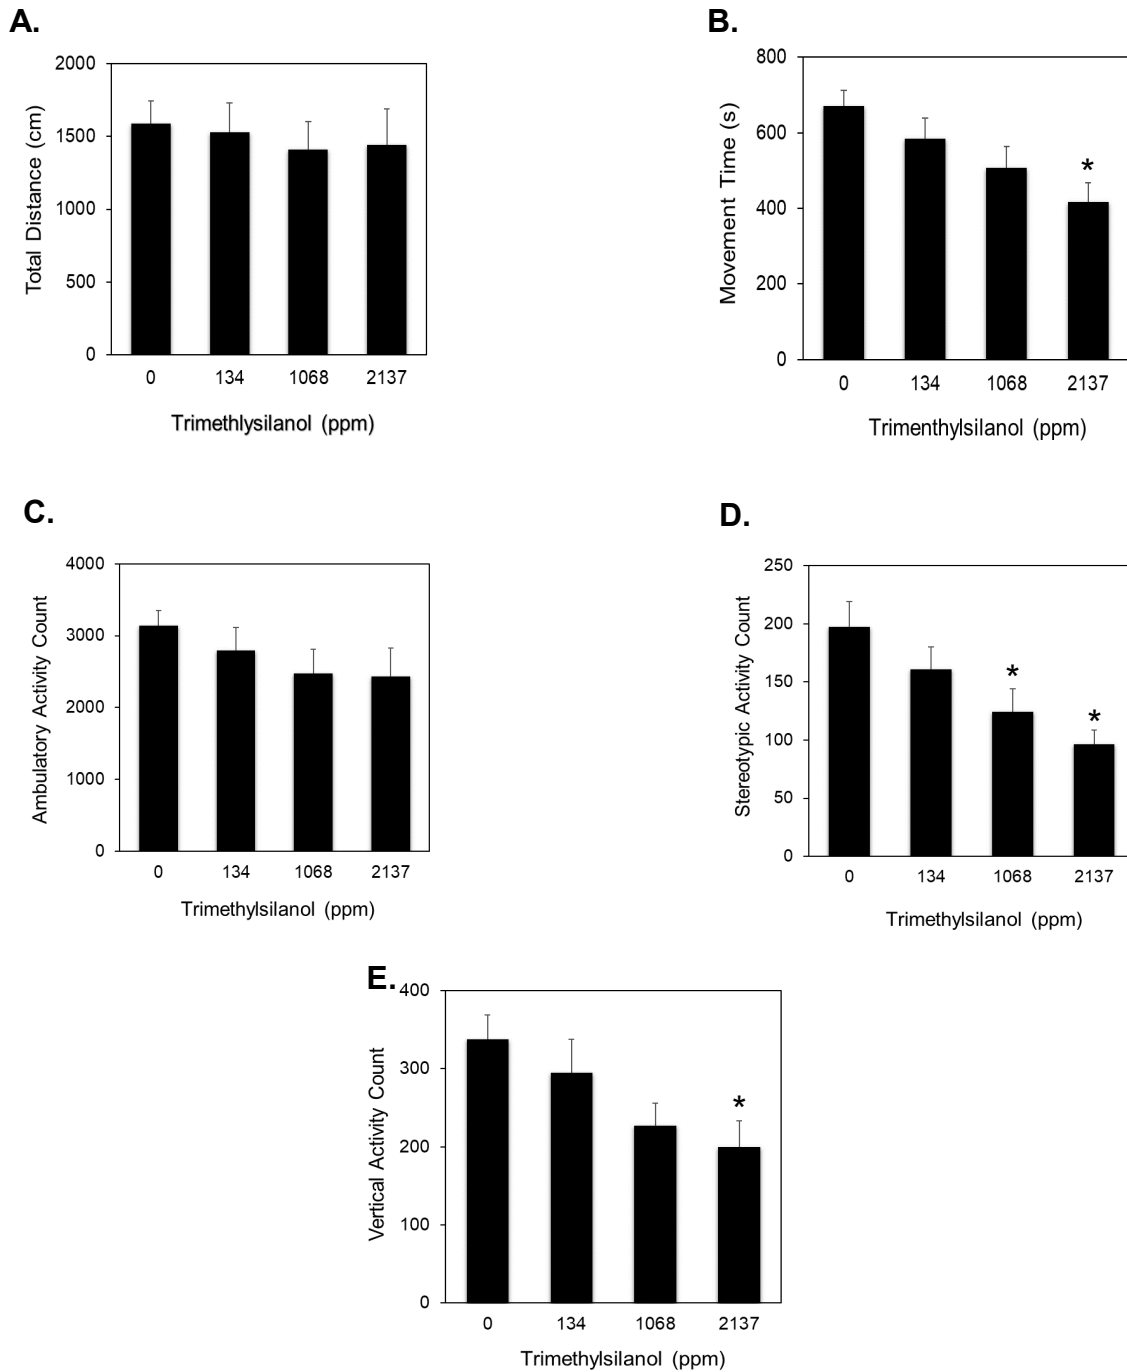 A.
Total Distance (cm)
2000
1500
1000
500
0
0 134 1068 2137
Trimethlysilanol (ppm)
B.
Movement Time (s)
800
600
400
200
0
0 134 1068 2137
*
Trimenthylsilanol (ppm)
C.
Ambulatory Activity Count
4000
3000
2000
1000
0
0 134 1068 2137
Trimethylsilanol (ppm)
D.
Stereotypic Activity Count
250
200
150
100
50
0
0 134 1068 2137
*
*
Trimethylsilanol (ppm)
E.
Vertical Activity Count
400
300
200
100
0
0 134 1068 2137
*
Trimethylsilanol (ppm)